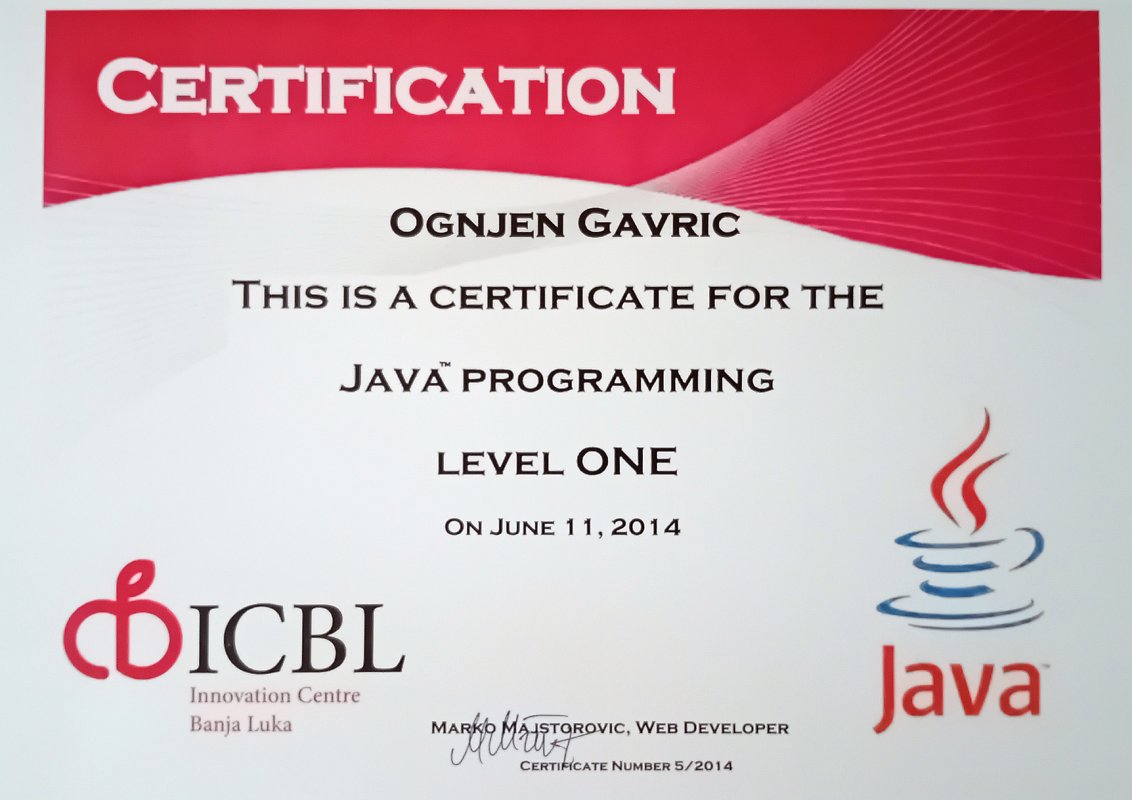 CERTIFICATION
OGNJEN GAVRIC
THIS IS A CERTIFICATE FOR THE
JAVA™ PROGRAMMING
LEVEL ONE
ON JUNE 11, 2014
ICBL
Innovation Centre
Banja Luka
Java™
MARKO MAJSTOROVIC, WEB DEVELOPER
CERTIFICATE NUMBER 5/2014